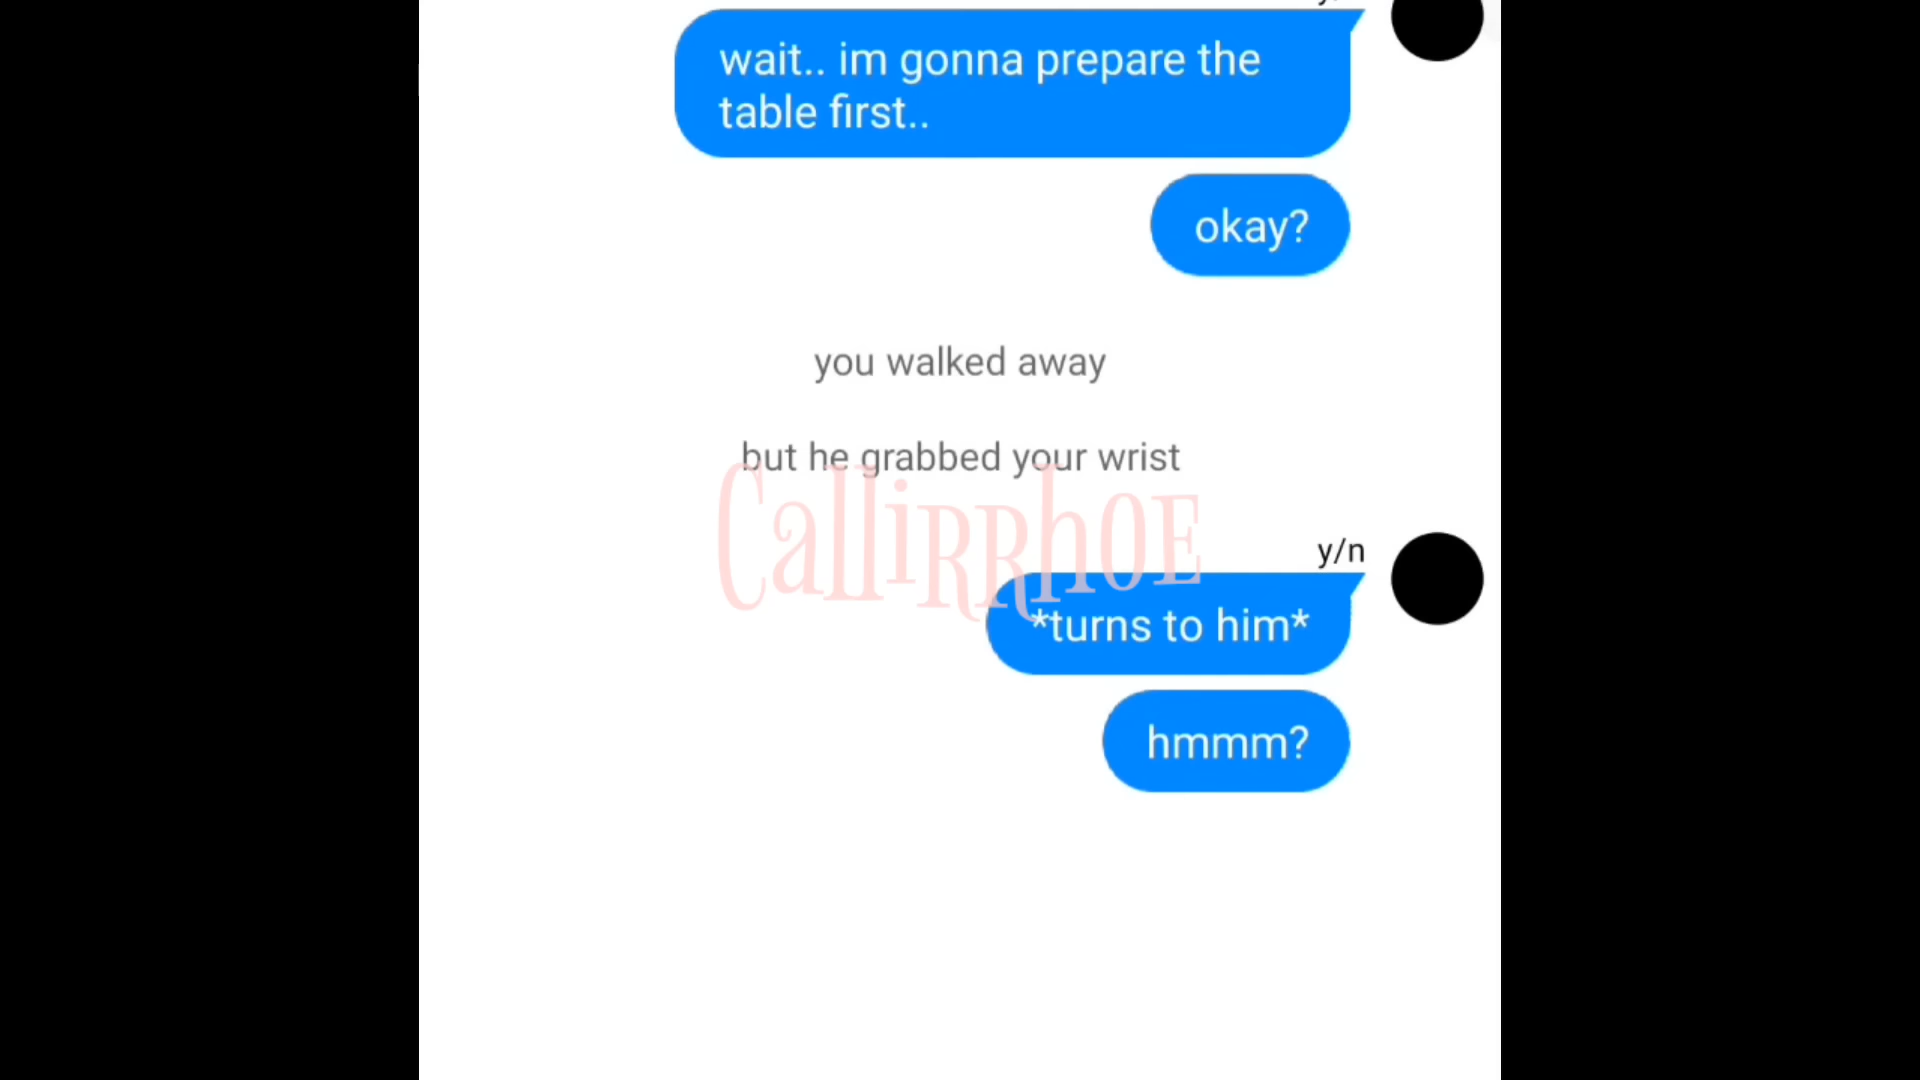 wait.. im gonna prepare the
table first..
okay?
you walked away
but he grabbed your wrist
CalliRRhOE
y/n
*turns to him*
hmmm?